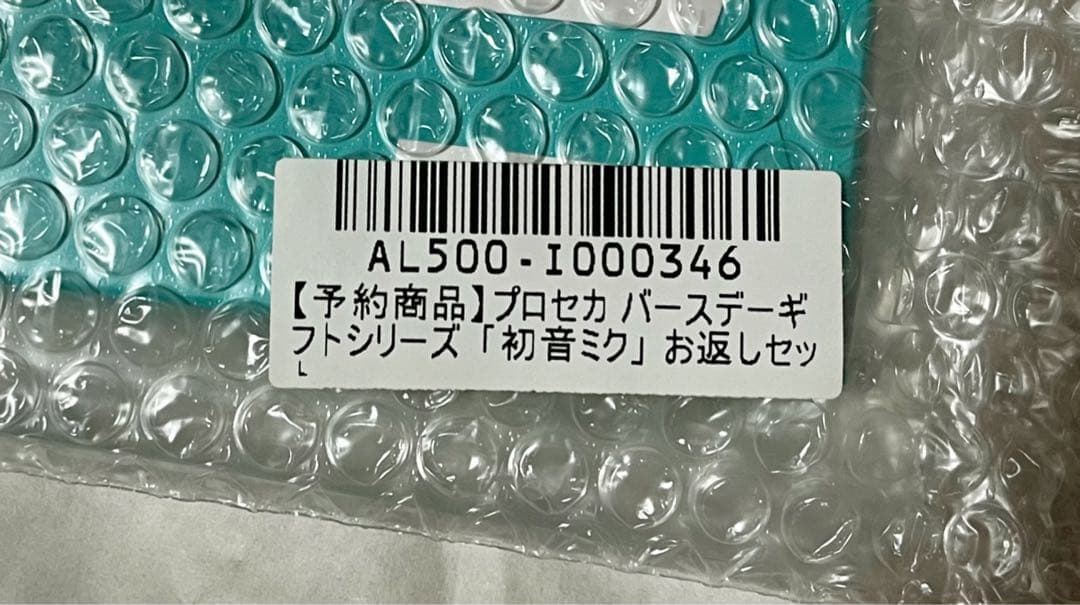 AL500-I000346
【予約商品】プロセカ バースデーギ
フトシリーズ「初音ミク」お返しセッ